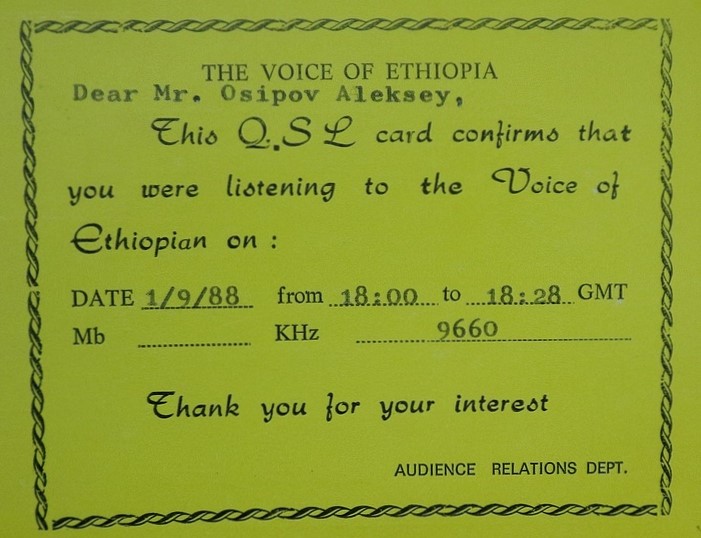 THE VOICE OF ETHIOPIA
Dear Mr. Osipov Aleksey,
This Q.SL card confirms that
you were listening to the Voice of
Ethiopian on :
DATE 1/9/88 from 18:00 to 18:28 GMT
Mb KHz 9660
Thank you for your interest
AUDIENCE RELATIONS DEPT.